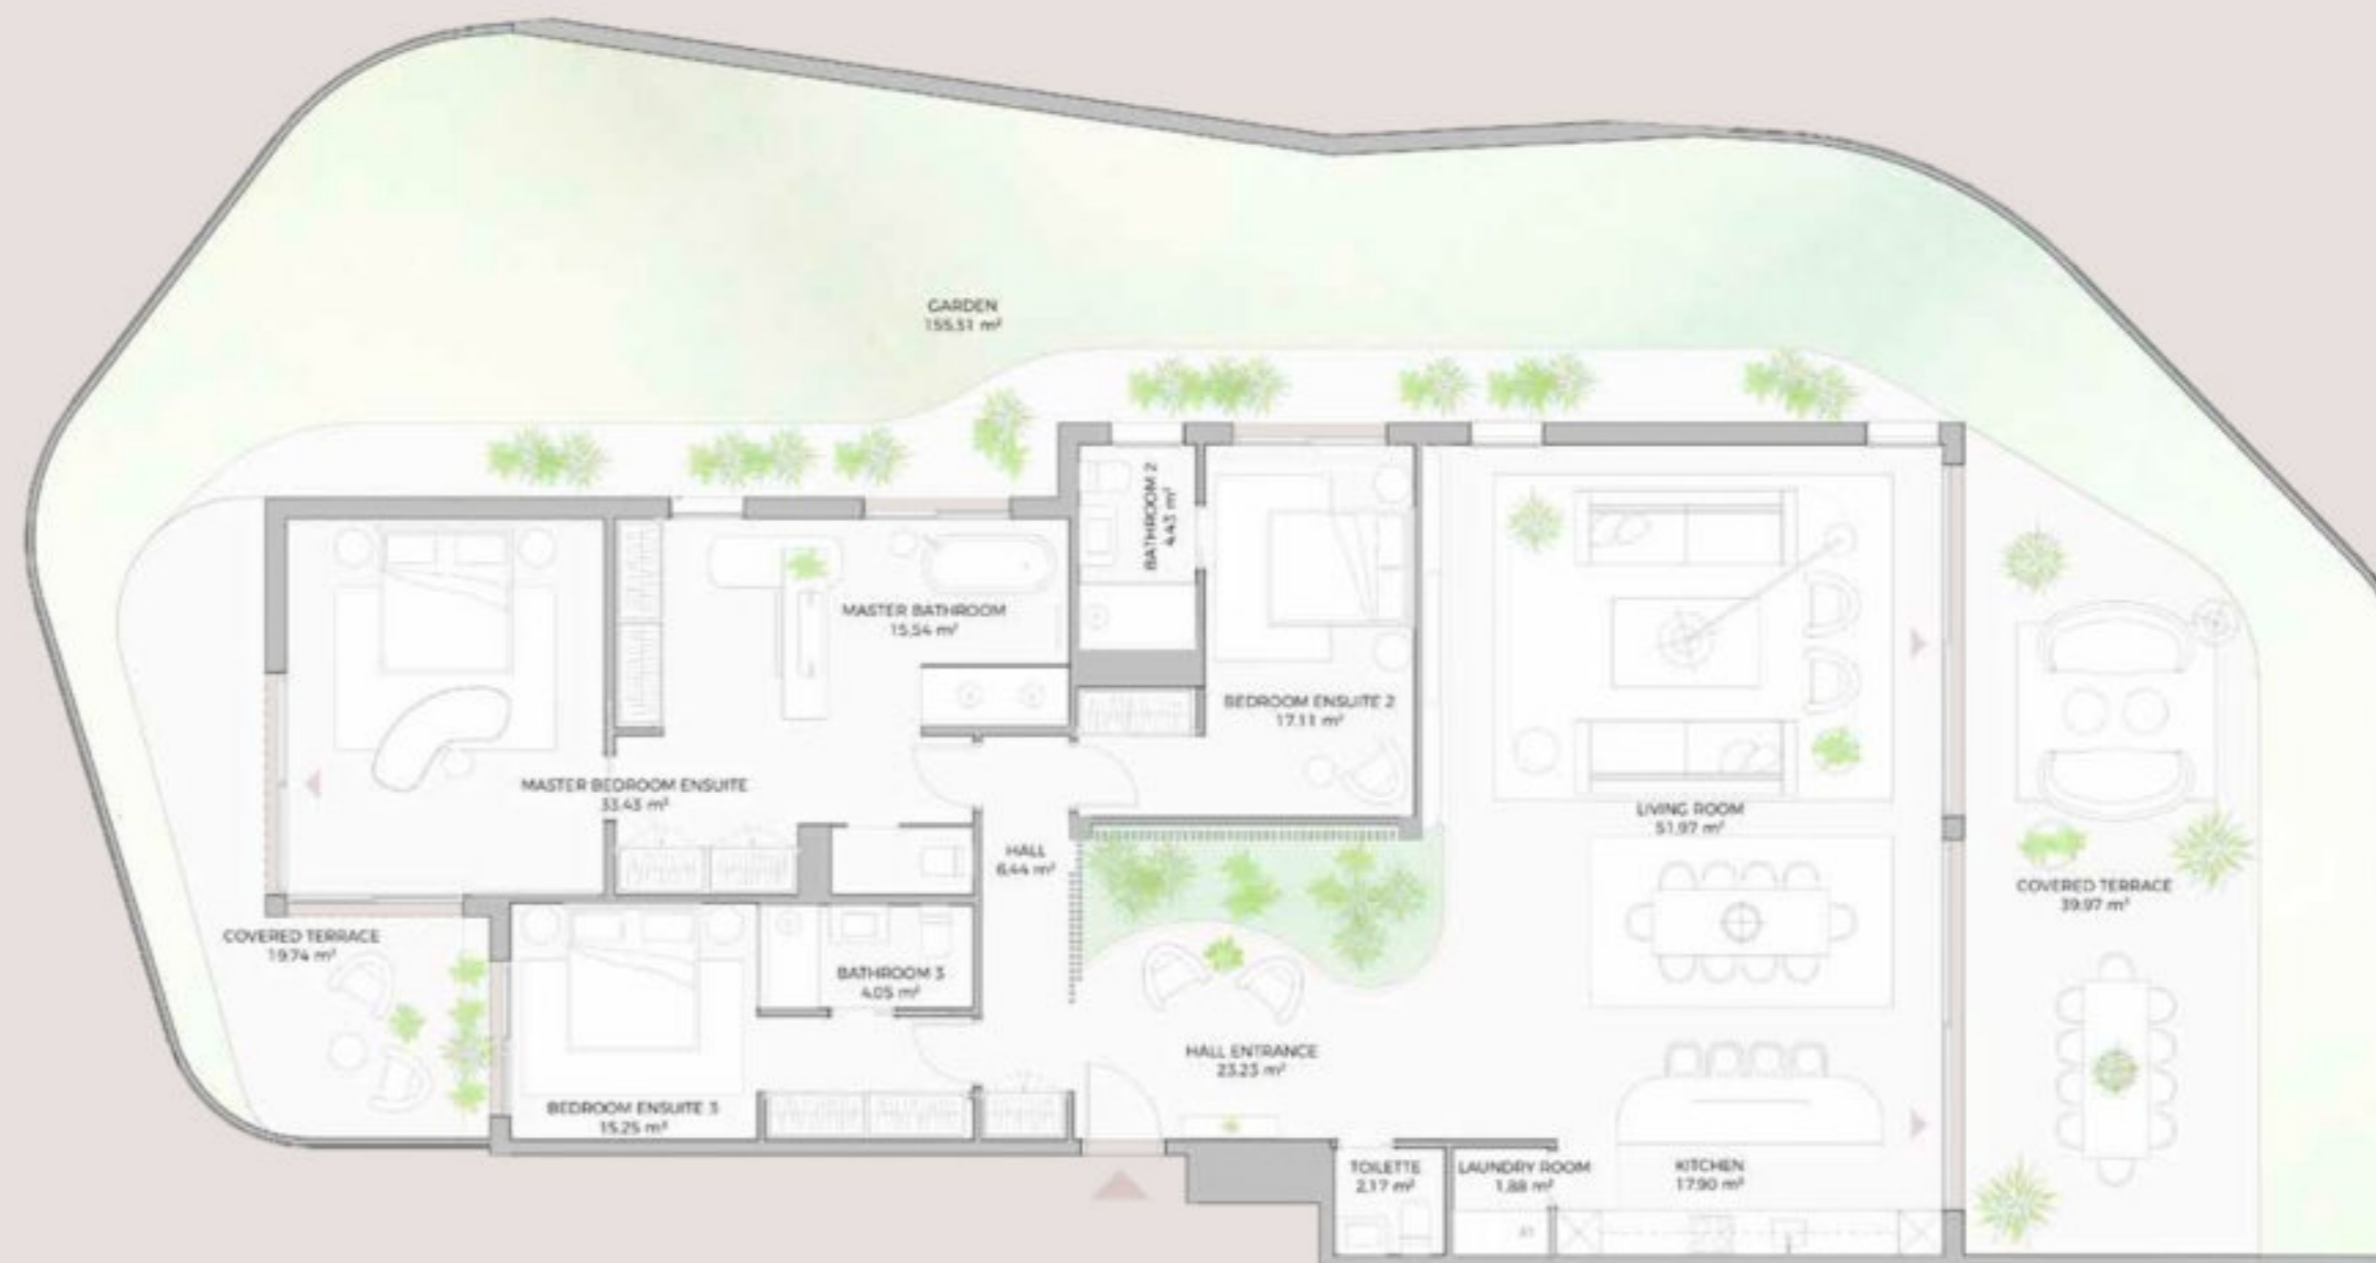 GARDEN
155.51 m²
BATHROOM 2
4.43 m²
MASTER BATHROOM
15.54 m²
BEDROOM ENSUITE 2
17.11 m²
MASTER BEDROOM ENSUITE
33.43 m²
LIVING ROOM
51.97 m²
HALL
6.44 m²
COVERED TERRACE
39.97 m²
COVERED TERRACE
19.74 m²
BATHROOM 3
4.05 m²
HALL ENTRANCE
23.23 m²
BEDROOM ENSUITE 3
15.25 m²
TOILETTE
2.17 m²
LAUNDRY ROOM
1.88 m²
KITCHEN
17.90 m²